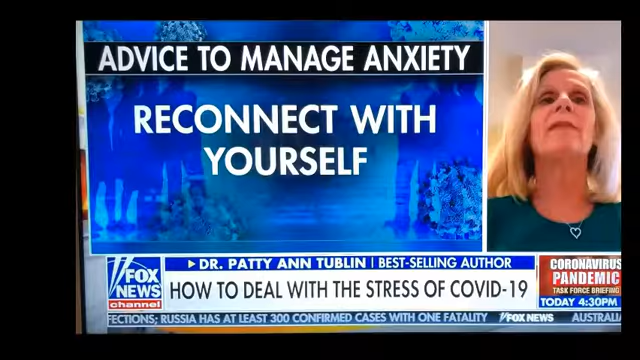 ADVICE TO MANAGE ANXIETY
RECONNECT WITH
YOURSELF
DR. PATTY ANN TUBLIN | BEST-SELLING AUTHOR
HOW TO DEAL WITH THE STRESS OF COVID-19
FOX
NEWS
channel
CORONAVIRUS
PANDEMIC
TASK FORCE BRIEFING
TODAY 4:30PM
FECTIONS; RUSSIA HAS AT LEAST 300 CONFIRMED CASES WITH ONE FATALITY FOX NEWS AUSTRALIA